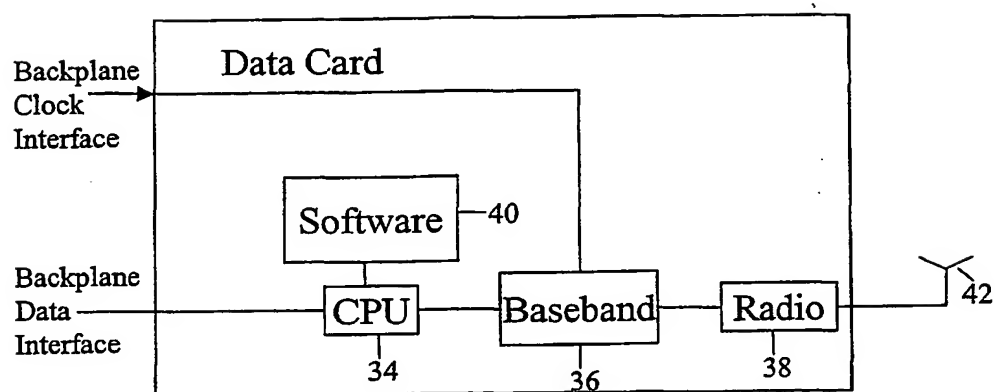 Data Card
Backplane
Clock
Interface
Software
40
Backplane
Data
Interface
CPU
Baseband
Radio
42
34
36
38